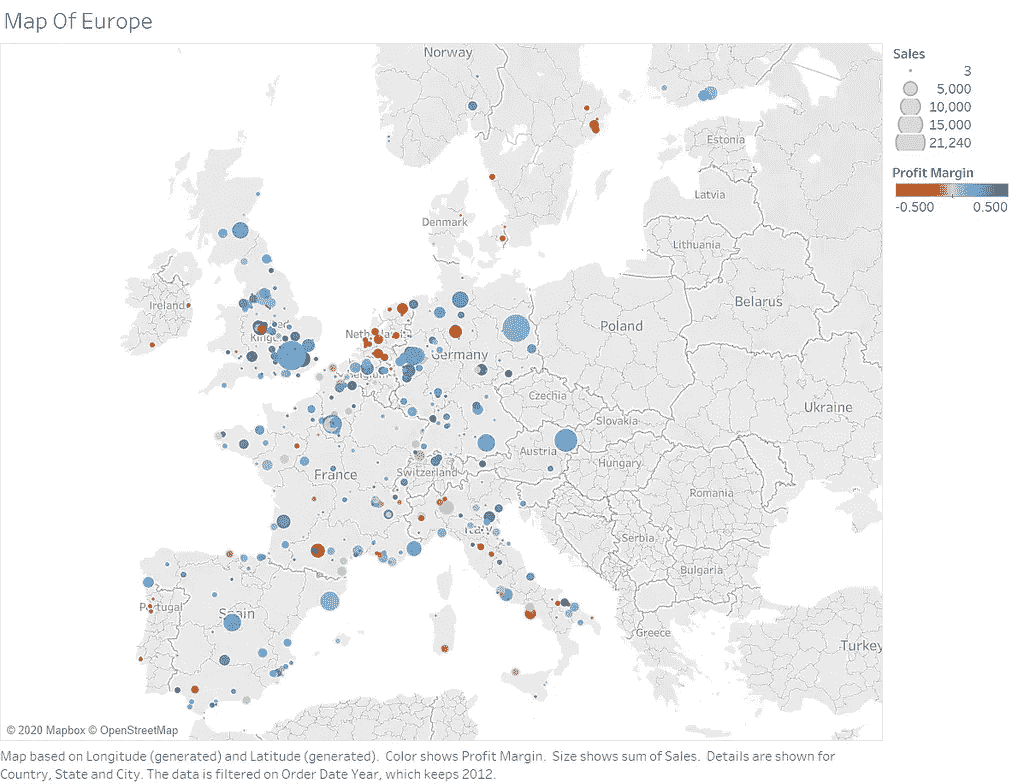 Map Of Europe
Norway
Sales
3
5,000
10,000
15,000
21,240
Estonia
Profit Margin
-0.500 0.500
Latvia
Denmark
Lithuania
Ireland
Belarus
Poland
Germany
Czechia
Ukraine
Slovakia
Austria
France
Switzerland
Hungary
Romania
Italy
Serbia
Bulgaria
Portugal
Spain
Greece
Turkey
© 2020 Mapbox © OpenStreetMap
Map based on Longitude (generated) and Latitude (generated). Color shows Profit Margin. Size shows sum of Sales. Details are shown for
Country, State and City. The data is filtered on Order Date Year, which keeps 2012.